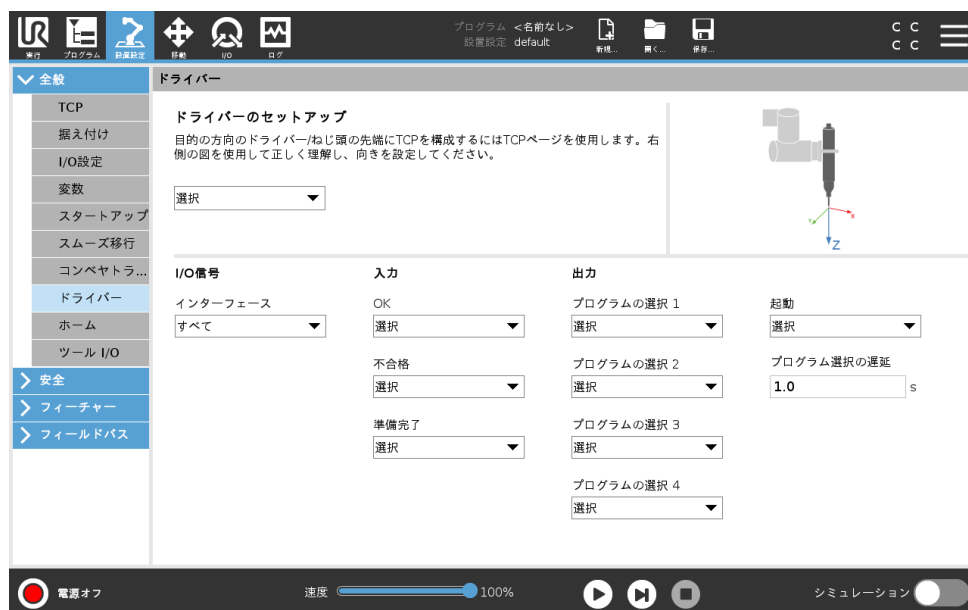 プログラム <名前なし>
設置設定 default
C C
C C
実行 プログラム 設置設定 移動 I/O ログ 新規... 開く... 保存...
全般
ドライバー
TCP
据え付け
I/O設定
変数
スタートアップ
スムーズ移行
コンベヤトラ...
ドライバー
ホーム
ツール I/O
安全
フィーチャー
フィールドバス
ドライバーのセットアップ
目的の方向のドライバー/ねじ頭の先端にTCPを構成するにはTCPページを使用します。右
側の図を使用して正しく理解し、向きを設定してください。
選択
Y X
Z
I/O信号 入力 出力
インターフェース OK プログラムの選択 1 起動
すべて 選択 選択 選択
不合格 プログラムの選択 2 プログラム選択の遅延
選択 選択 1.0 s
準備完了 プログラムの選択 3
選択 選択
プログラムの選択 4
選択
電源オフ 速度 100% シミュレーション